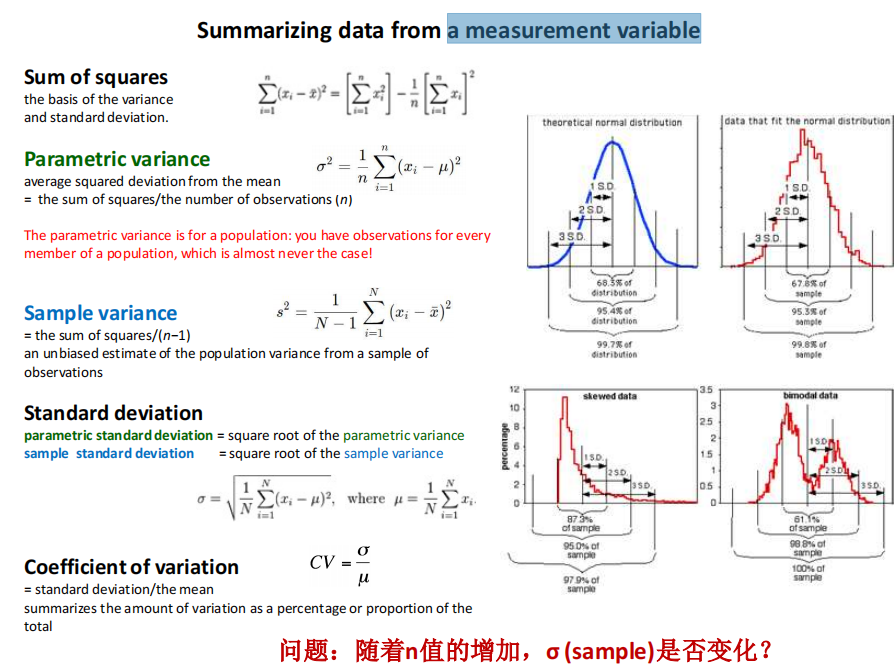 Summarizing data from a measurement variable
Sum of squares
the basis of the variance
and standard deviation.
\sum_{i=1}^{n}(x_i - \bar{x})^2 = \left[\sum_{i=1}^{n} x_i^2\right] - \frac{1}{n}\left[\sum_{i=1}^{n} x_i\right]^2
Parametric variance
average squared deviation from the mean
= the sum of squares/the number of observations (n)
σ² = \frac{1}{n}\sum_{i=1}^{n}(x_i - μ)²
The parametric variance is for a population: you have observations for every
member of a population, which is almost never the case!
Sample variance
= the sum of squares/(n−1)
an unbiased estimate of the population variance from a sample of
observations
s² = \frac{1}{N-1}\sum_{i=1}^{N}(x_i - \bar{x})²
Standard deviation
parametric standard deviation = square root of the parametric variance
sample standard deviation = square root of the sample variance
σ = \sqrt{\frac{1}{N}\sum_{i=1}^{N}(x_i - μ)²}, where μ = \frac{1}{N}\sum_{i=1}^{N} x_i.
Coefficient of variation
= standard deviation/the mean
summarizes the amount of variation as a percentage or proportion of the
total
CV = \frac{σ}{μ}
theoretical normal distribution
1 S.D.
2 S.D.
3 S.D.
68.3% of
distribution
95.4% of
distribution
99.7% of
distribution
data that fit the normal distribution
1 S.D.
2 S.D.
3 S.D.
67.8% of
sample
95.3% of
sample
99.8% of
sample
skewed data
percentage
12
10
8
6
4
2
0
1 S.D.
2 S.D.
3 S.D.
87.3%
of sample
95.0% of
sample
97.9% of
sample
bimodal data
3.5
3
2.5
2
1.5
1
0.5
0
1 S.D.
2 S.D.
3 S.D.
61.1%
of sample
98.8% of
sample
100% of
sample
问题：随着n值的增加，σ (sample)是否变化？